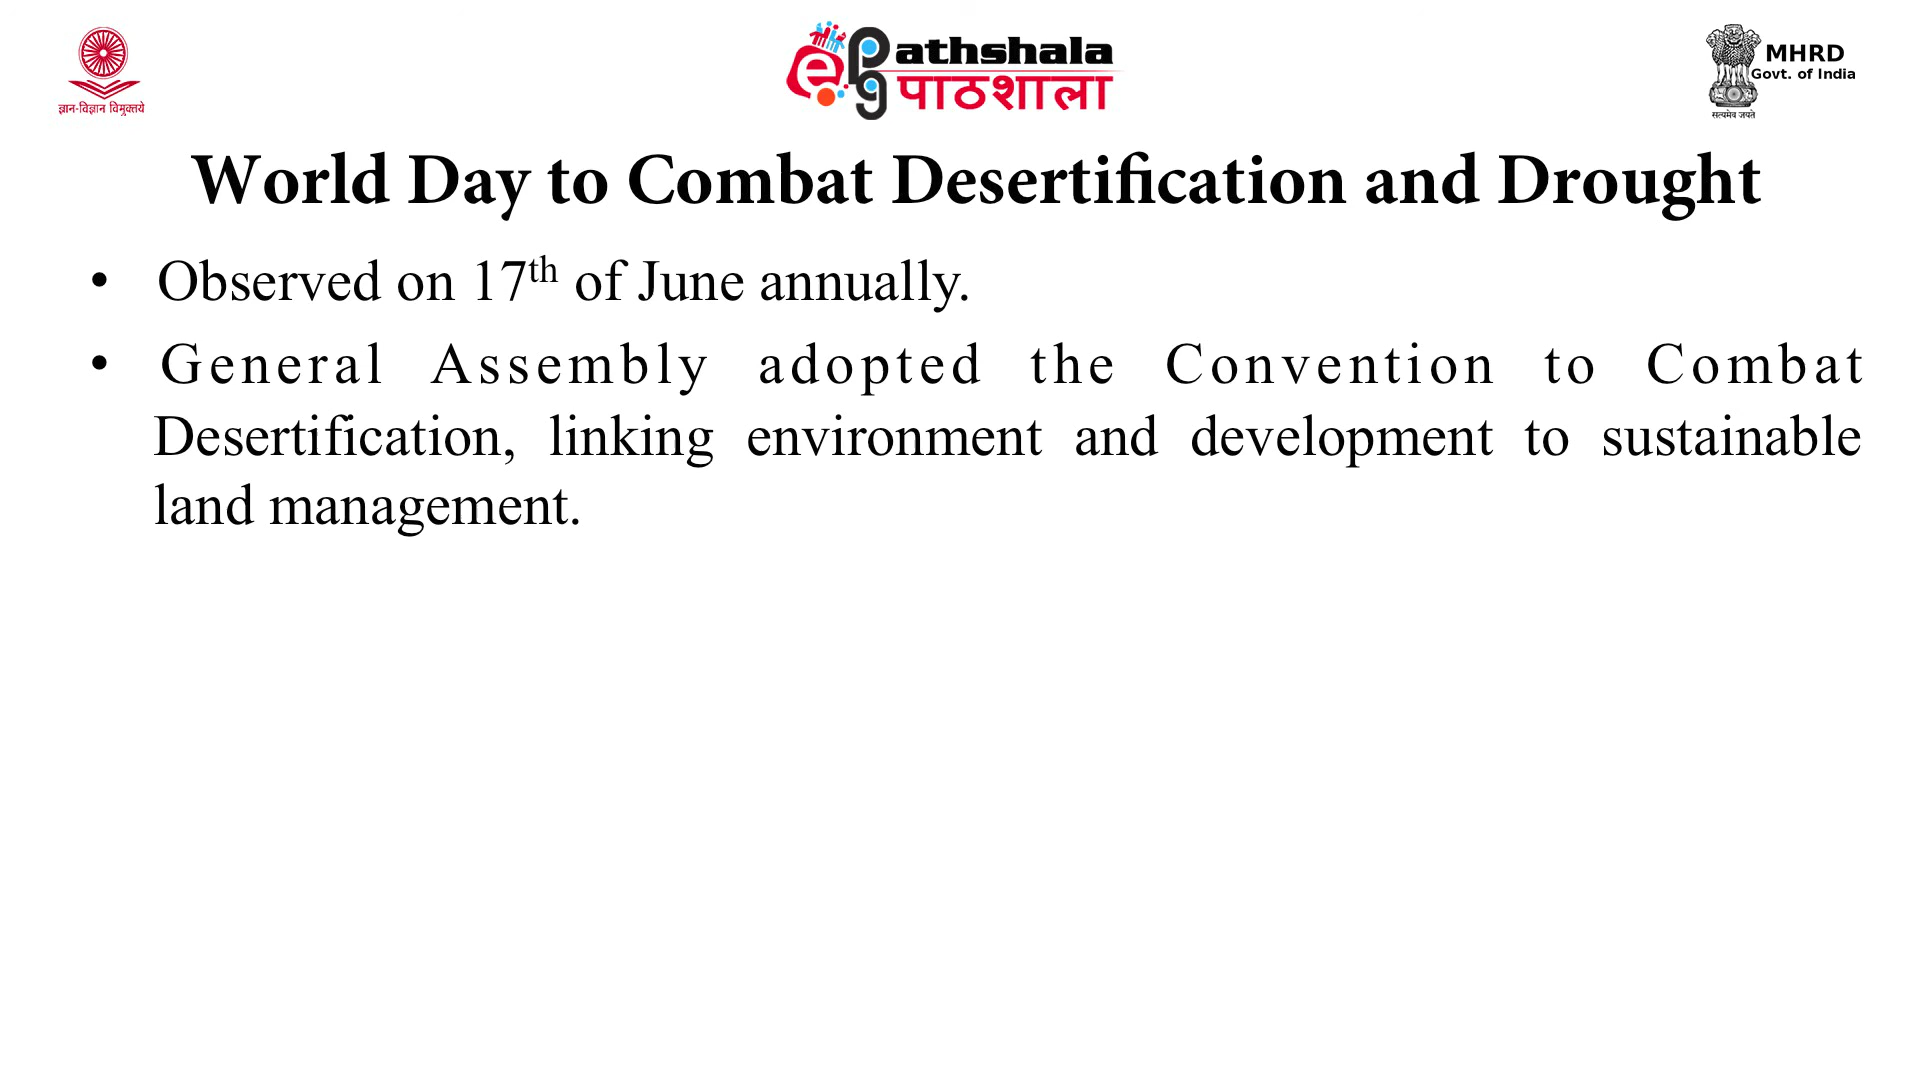 ज्ञान-विज्ञान विमुक्तये
ePG Pathshala
पाठशाला
MHRD
Govt. of India
सत्यमेव जयते
World Day to Combat Desertification and Drought
• Observed on 17th of June annually.
• General Assembly adopted the Convention to Combat
Desertification, linking environment and development to sustainable
land management.